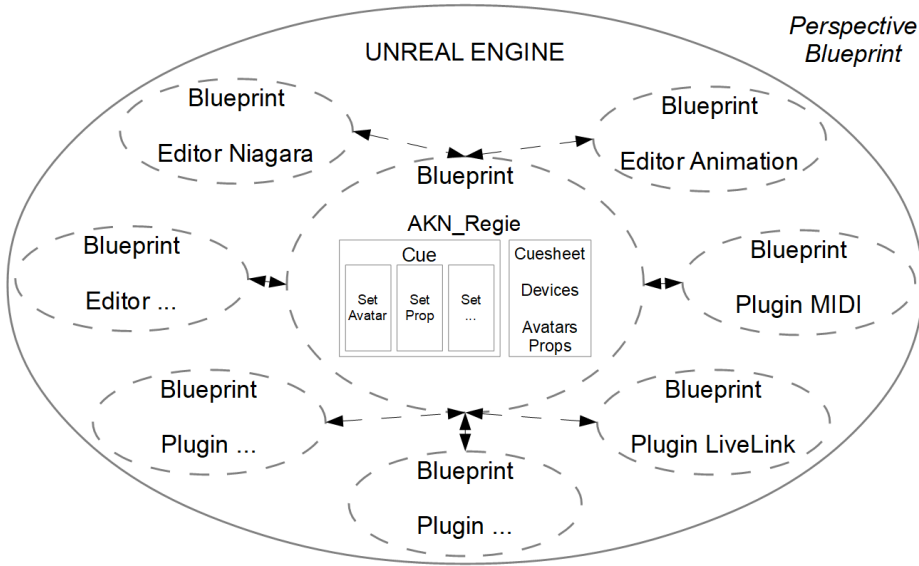 Perspective
Blueprint
UNREAL ENGINE
Blueprint
Editor Niagara
Blueprint
Editor Animation
Blueprint
AKN_Regie
Cue
Set
Avatar
Set
Prop
Set
...
Cuesheet
Devices
Avatars
Props
Blueprint
Editor ...
Blueprint
Plugin MIDI
Blueprint
Plugin ...
Blueprint
Plugin LiveLink
Blueprint
Plugin ...